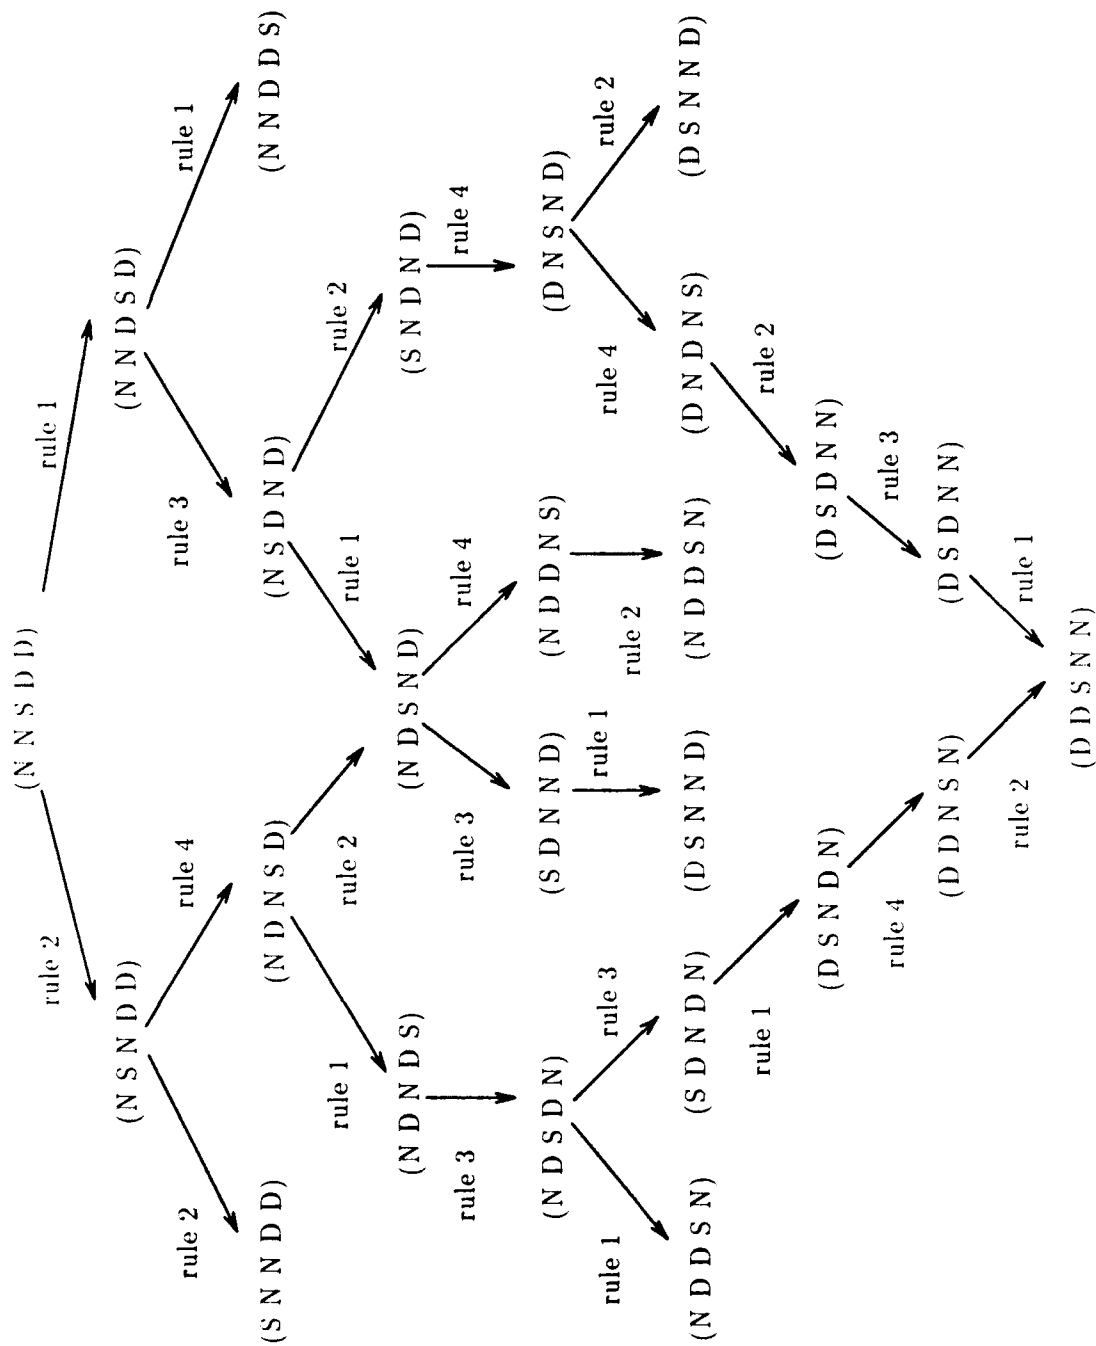 (N N S D D)
rule 2
rule 1
(N S N D D)
(N N D S D)
rule 2
rule 4
rule 3
rule 1
(S N N D D)
(N D N S D)
(N S D N D)
(N N D D S)
rule 1
rule 2
rule 1
rule 2
(N D N D S)
(N D S N D)
(S N D N D)
rule 3
rule 3
rule 4
rule 4
(N D S D N)
(S D N N D)
(N D D N S)
(D N S N D)
rule 1
rule 3
rule 1
rule 2
rule 4
rule 2
(N D D S N)
(S D N D N)
(D S N N D)
(N D D S N)
(D N D N S)
(D S N N D)
rule 1
rule 2
(D S N D N)
(D S D N N)
rule 4
rule 3
(D D N S N)
(D S D N N)
rule 2
rule 1
(D D S N N)